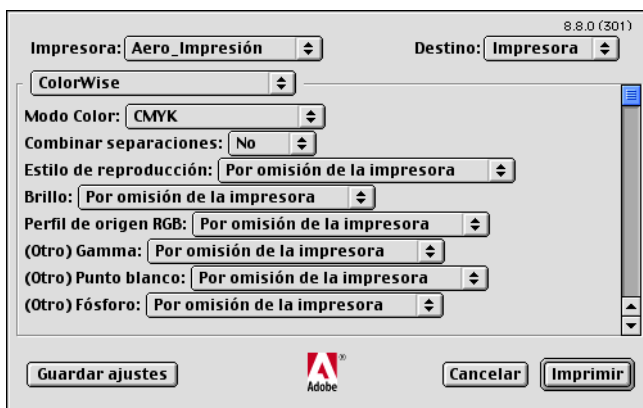 8.8.0 (301)
Impresora: Aero_Impresión Destino: Impresora
ColorWise
Modo Color: CMYK
Combinar separaciones: No
Estilo de reproducción: Por omisión de la impresora
Brillo: Por omisión de la impresora
Perfil de origen RGB: Por omisión de la impresora
(Otro) Gamma: Por omisión de la impresora
(Otro) Punto blanco: Por omisión de la impresora
(Otro) Fósforo: Por omisión de la impresora
Guardar ajustes Adobe® Cancelar Imprimir